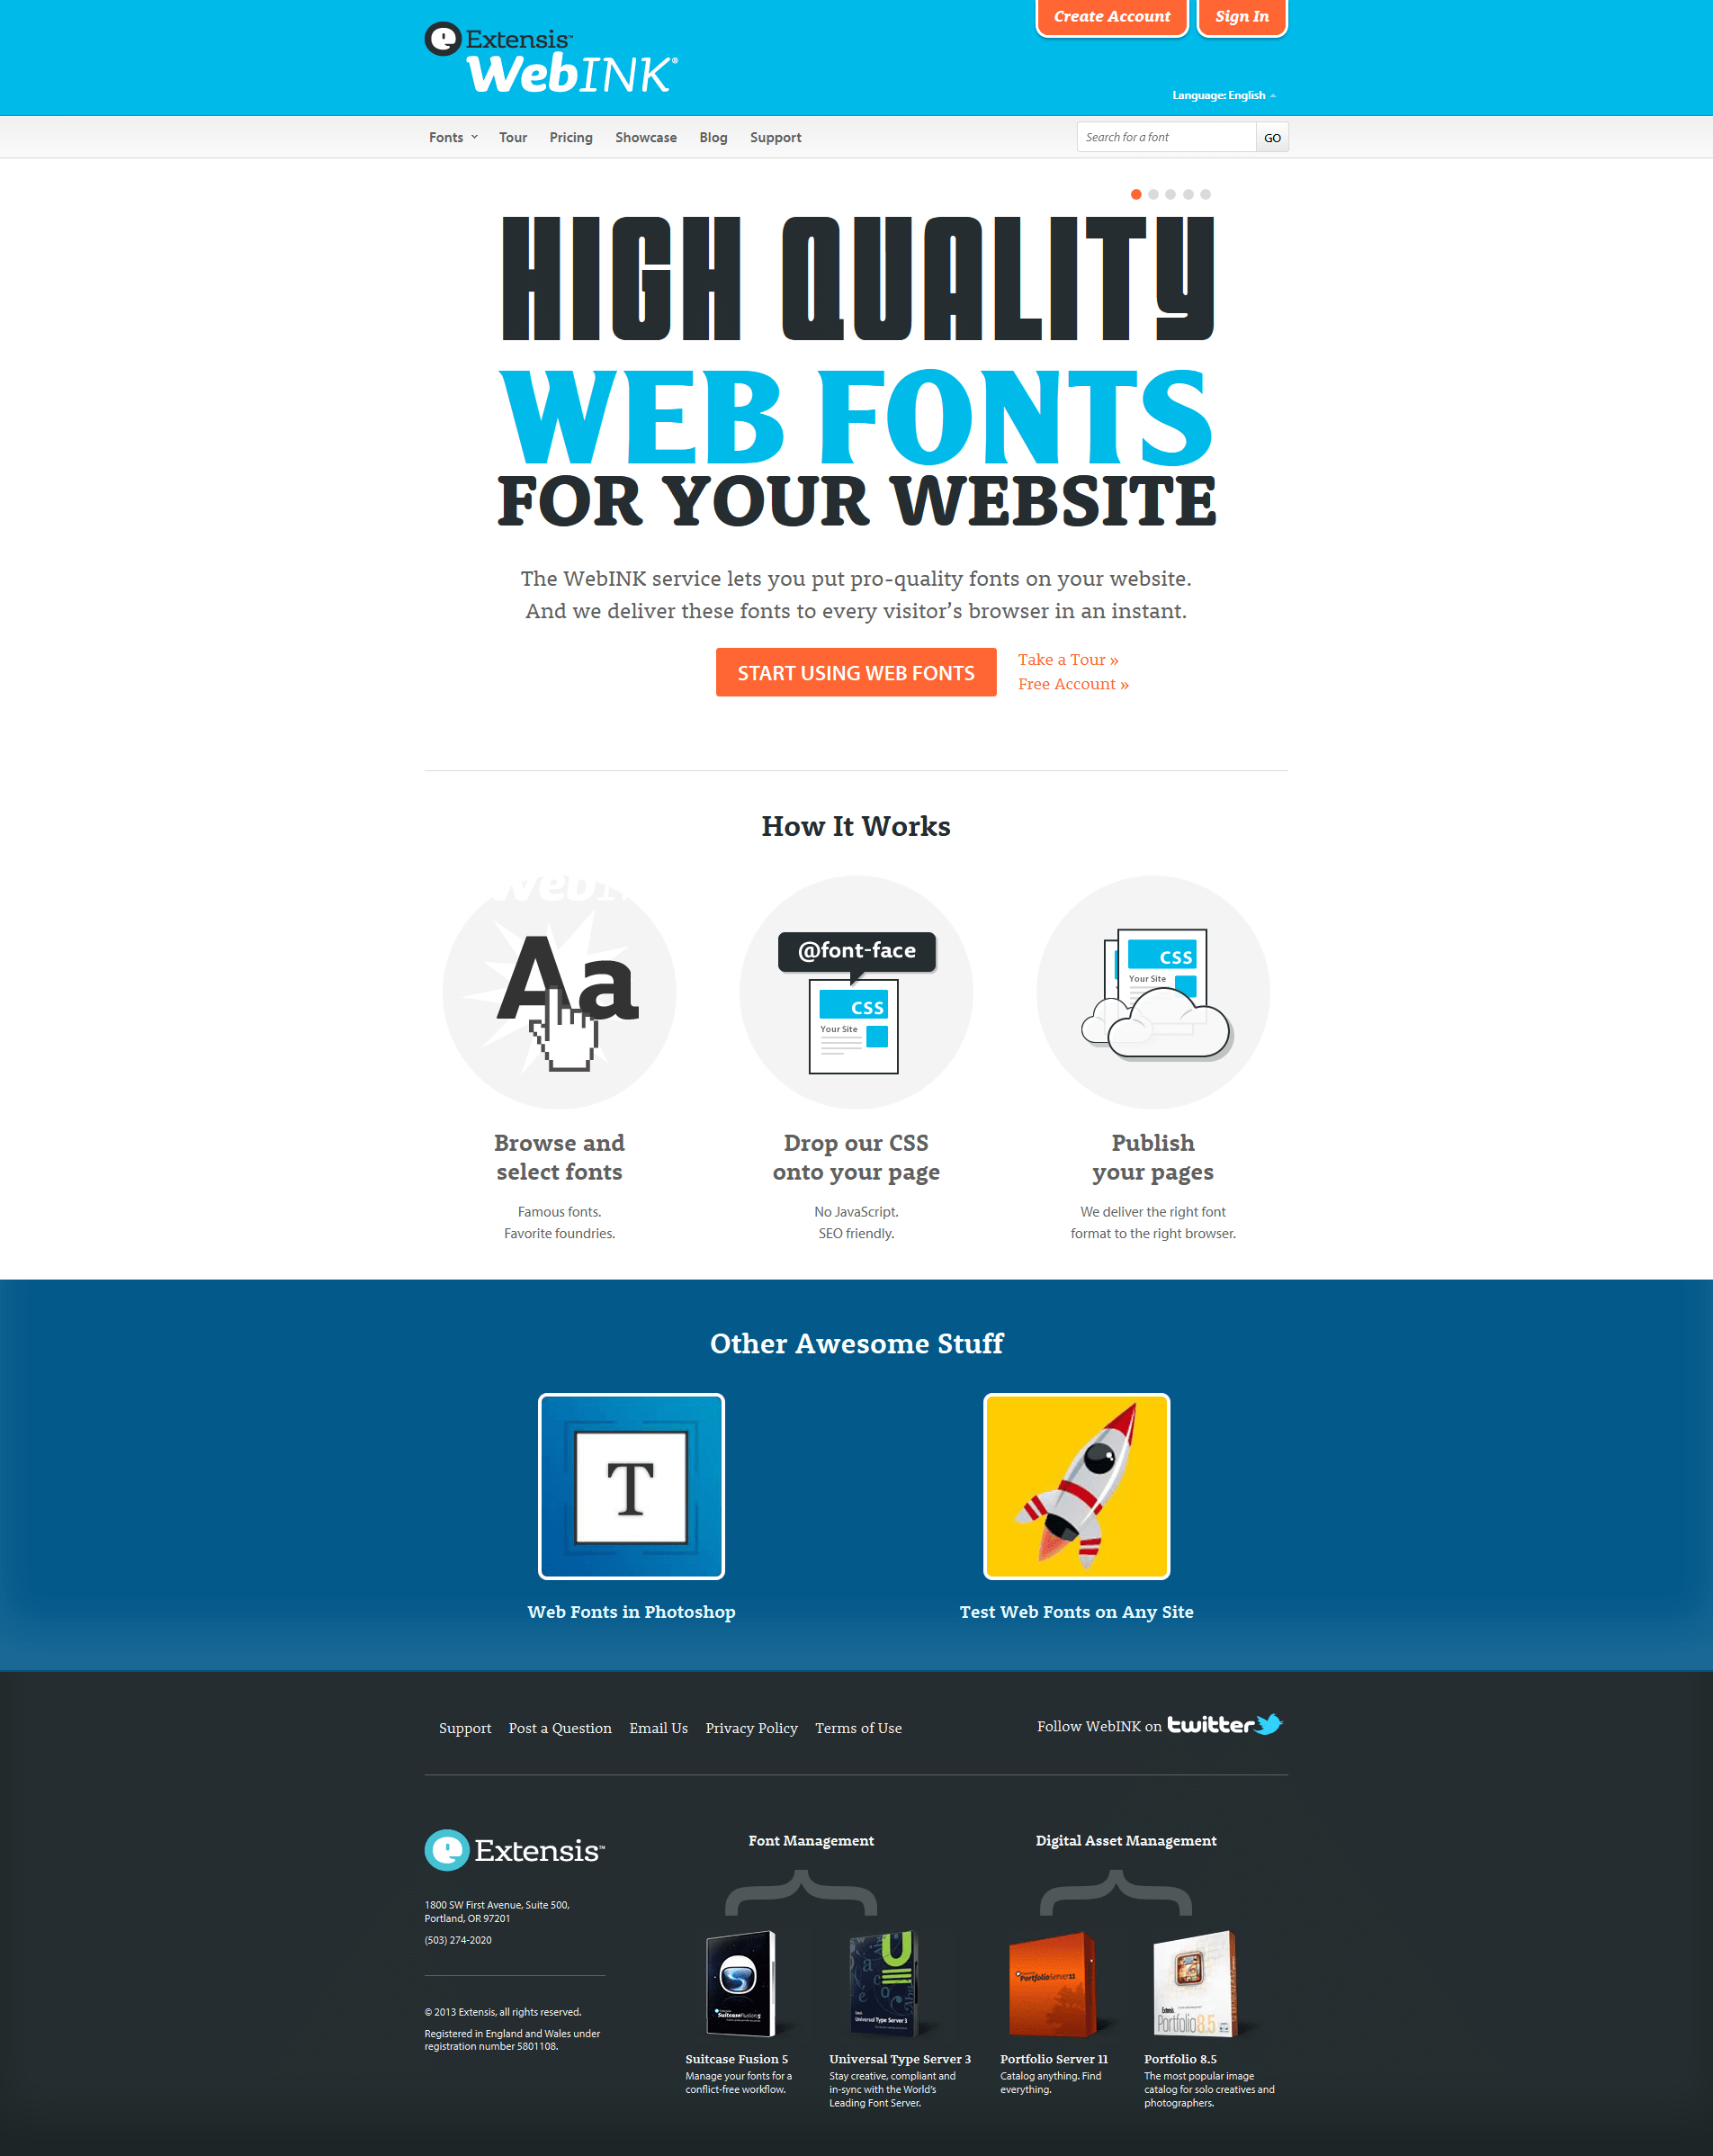 Create Account
Sign In
Extensis™
WebINK®
Language: English
Fonts
Tour
Pricing
Showcase
Blog
Support
Search for a font
GO
HIGH QUALITY
WEB FONTS
FOR YOUR WEBSITE
The WebINK service lets you put pro-quality fonts on your website.
And we deliver these fonts to every visitor’s browser in an instant.
START USING WEB FONTS
Take a Tour »
Free Account »
How It Works
Aa
@font-face
CSS
Your Site
CSS
Your Site
Browse and
select fonts
Drop our CSS
onto your page
Publish
your pages
Famous fonts.
Favorite foundries.
No JavaScript.
SEO friendly.
We deliver the right font
format to the right browser.
Other Awesome Stuff
T
Web Fonts in Photoshop
Test Web Fonts on Any Site
Support
Post a Question
Email Us
Privacy Policy
Terms of Use
Follow WebINK on twitter
Extensis™
1800 SW First Avenue, Suite 500,
Portland, OR 97201
(503) 274-2020
© 2013 Extensis, all rights reserved.
Registered in England and Wales under
registration number 5801108.
Font Management
Digital Asset Management
SuitcaseFusion5
Universal Type Server 3
PortfolioServer11
Extensis
Portfolio8.5
Suitcase Fusion 5
Manage your fonts for a
conflict-free workflow.
Universal Type Server 3
Stay creative, compliant and
in-sync with the World’s
Leading Font Server.
Portfolio Server 11
Catalog anything. Find
everything.
Portfolio 8.5
The most popular image
catalog for solo creatives and
photographers.